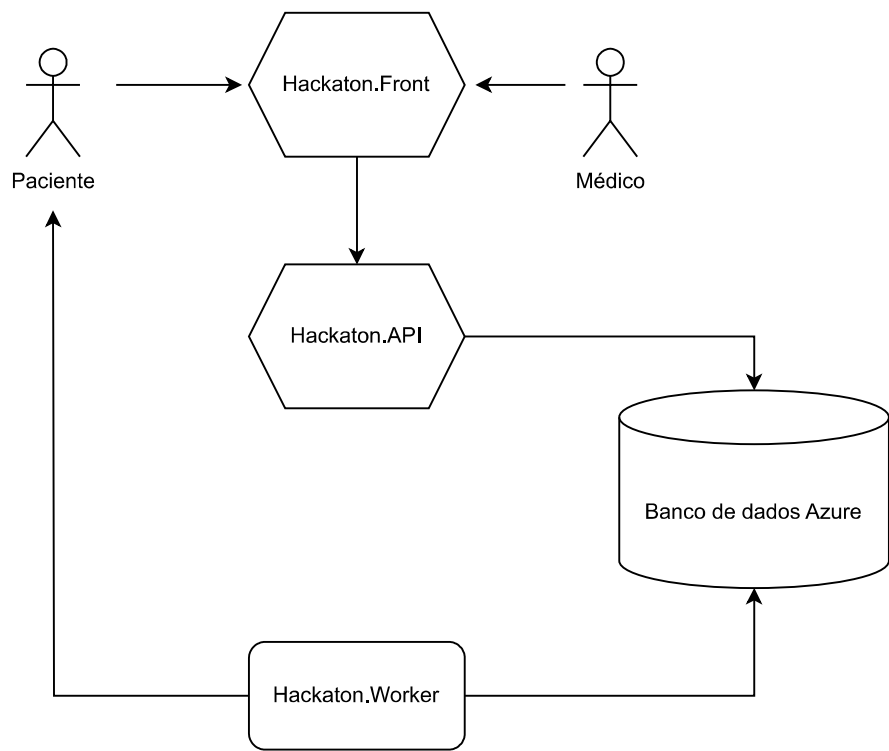 Hackaton.Front
Paciente
Médico
Hackaton.API
Banco de dados Azure
Hackaton.Worker